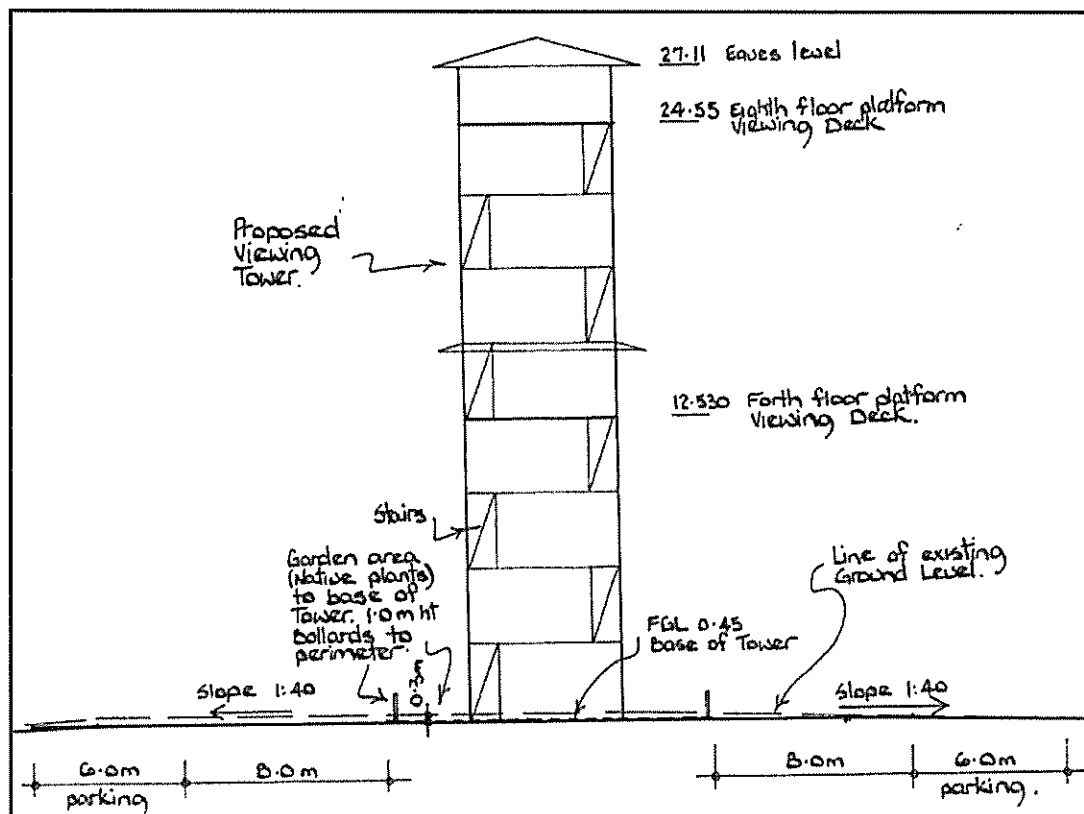 27.11 Eaves level
24.55 Eighth floor platform
Viewing Deck
Proposed
Viewing
Tower.
12.530 Forth floor platform
Viewing Deck.
Stairs
Garden area
(Native plants)
to base of
Tower. 1.0m ht
Bollards to
perimeter.
Line of existing
Ground Level.
FGL 0.45
Base of Tower
0.3m
Slope 1:40
Slope 1:40
6.0m
parking
8.0m
8.0m
6.0m
parking.